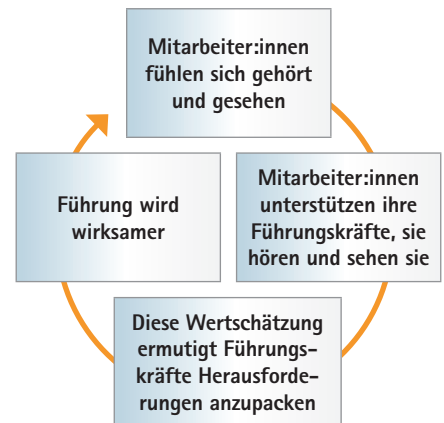 Mitarbeiter:innen
fühlen sich gehört
und gesehen
Mitarbeiter:innen
unterstützen ihre
Führungskräfte, sie
hören und sehen sie
Diese Wertschätzung
ermutigt Führungs-
kräfte Herausforde-
rungen anzupacken
Führung wird
wirksamer